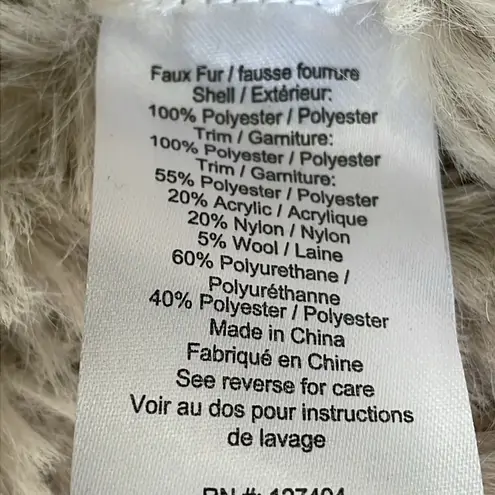 Faux Fur / fausse fourrure
Shell / Extérieur:
100% Polyester / Polyester
Trim / Garniture:
100% Polyester / Polyester
Trim / Garniture:
55% Polyester / Polyester
20% Acrylic / Acrylique
20% Nylon / Nylon
5% Wool / Laine
60% Polyurethane /
Polyuréthanne
40% Polyester / Polyester
Made in China
Fabriqué en Chine
See reverse for care
Voir au dos pour instructions
de lavage
RN #: